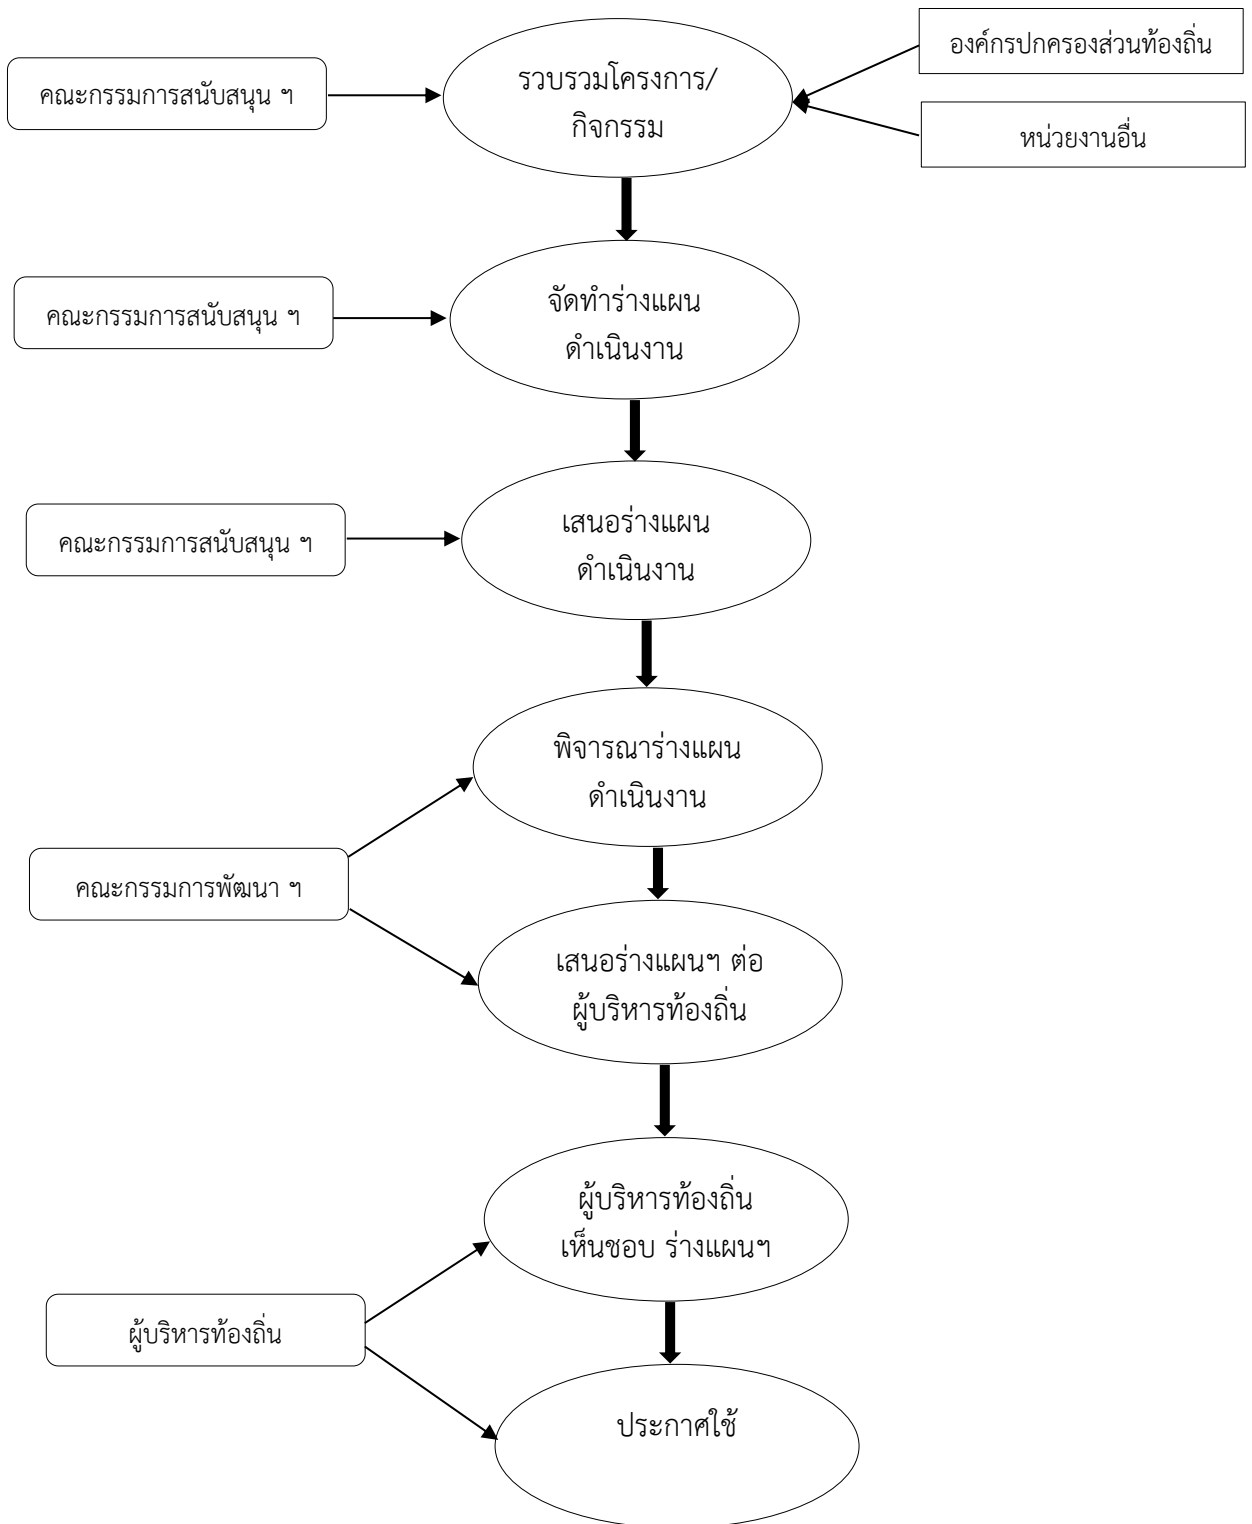 องค์กรปกครองส่วนท้องถิ่น
คณะกรรมการสนับสนุน ฯ
รวบรวมโครงการ/
กิจกรรม
หน่วยงานอื่น
คณะกรรมการสนับสนุน ฯ
จัดทำร่างแผน
ดำเนินงาน
คณะกรรมการสนับสนุน ฯ
เสนอร่างแผน
ดำเนินงาน
พิจารณาร่างแผน
ดำเนินงาน
คณะกรรมการพัฒนา ฯ
เสนอร่างแผนฯ ต่อ
ผู้บริหารท้องถิ่น
ผู้บริหารท้องถิ่น
เห็นชอบ ร่างแผนฯ
ผู้บริหารท้องถิ่น
ประกาศใช้